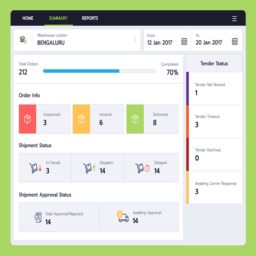 HOME SUMMARY REPORTS
Warehouse Location
BENGALURU
From
12 Jan 2017
To
20 Jan 2017
Total Orders
212
Completed
70%
Order Info
Unplanned
3
Intransit
6
Delivered
8
Shipment Status
In-Transit
3
Dispatch
14
Delayed
14
Shipment Approval Status
Total Approval/Rejected
14
Awaiting Approval
14
Tender Status
Tender Not Started
1
Tender Timeout
3
Tender Declined
0
Awaiting Carrier Response
3